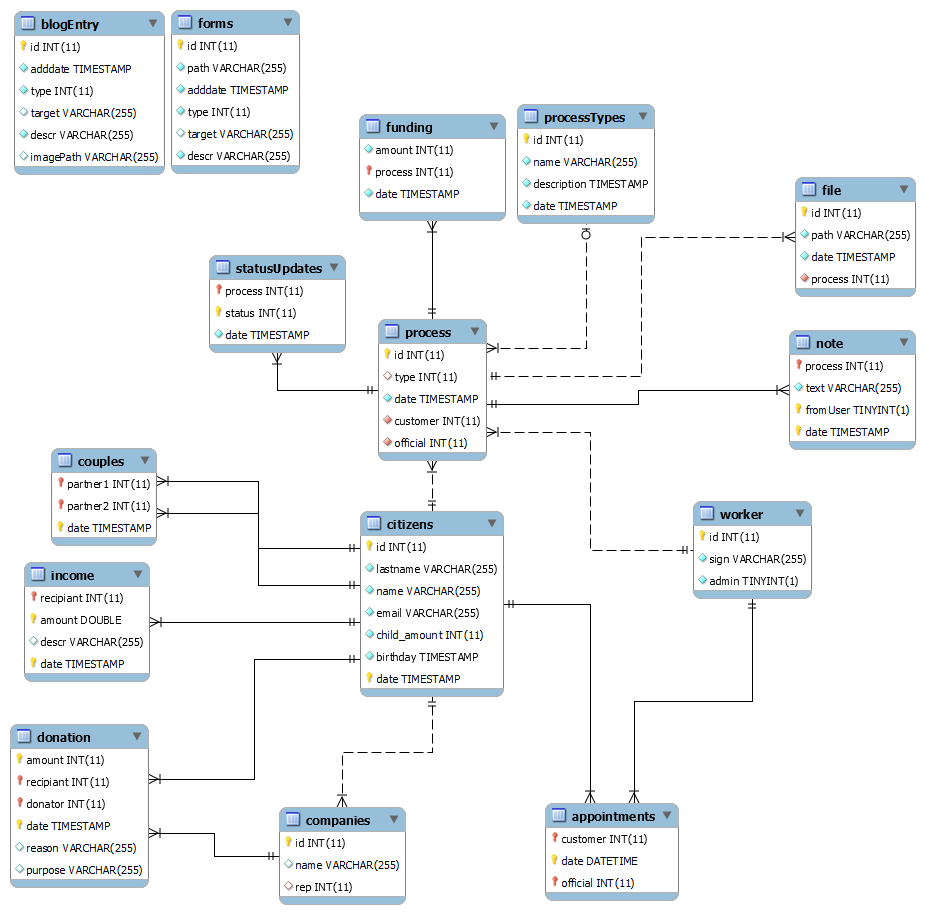 blogEntry
id INT(11)
adddate TIMESTAMP
type INT(11)
target VARCHAR(255)
descr VARCHAR(255)
imagePath VARCHAR(255)
forms
id INT(11)
path VARCHAR(255)
adddate TIMESTAMP
type INT(11)
target VARCHAR(255)
descr VARCHAR(255)
funding
amount INT(11)
process INT(11)
date TIMESTAMP
processTypes
id INT(11)
name VARCHAR(255)
description TIMESTAMP
date TIMESTAMP
file
id INT(11)
path VARCHAR(255)
date TIMESTAMP
process INT(11)
statusUpdates
process INT(11)
status INT(11)
date TIMESTAMP
process
id INT(11)
type INT(11)
date TIMESTAMP
customer INT(11)
official INT(11)
note
process INT(11)
text VARCHAR(255)
fromUser TINYINT(1)
date TIMESTAMP
couples
partner1 INT(11)
partner2 INT(11)
date TIMESTAMP
citizens
id INT(11)
lastname VARCHAR(255)
name VARCHAR(255)
email VARCHAR(255)
child_amount INT(11)
birthday TIMESTAMP
date TIMESTAMP
worker
id INT(11)
sign VARCHAR(255)
admin TINYINT(1)
income
recipiant INT(11)
amount DOUBLE
descr VARCHAR(255)
date TIMESTAMP
donation
amount INT(11)
recipiant INT(11)
donator INT(11)
date TIMESTAMP
reason VARCHAR(255)
purpose VARCHAR(255)
companies
id INT(11)
name VARCHAR(255)
rep INT(11)
appointments
customer INT(11)
date DATETIME
official INT(11)